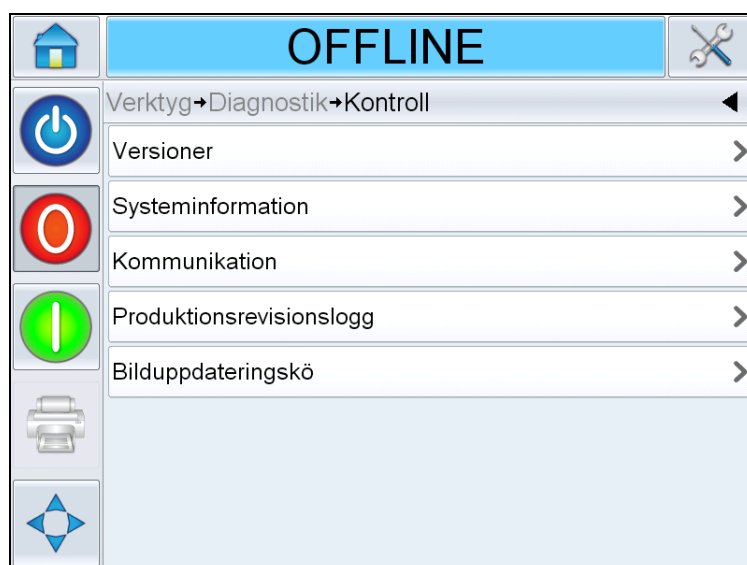 OFFLINE
Verktyg→Diagnostik→Kontroll
Versioner
Systeminformation
Kommunikation
Produktionsrevisionslogg
Bilduppdateringskö